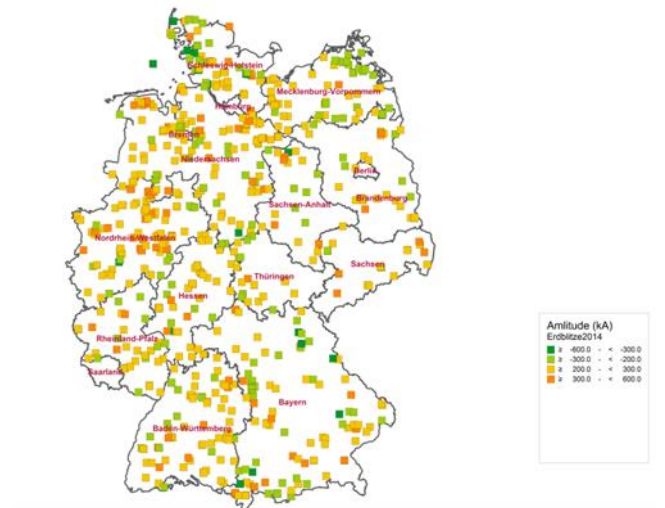 Schleswig-Holstein
Mecklenburg-Vorpommern
Hamburg
Bremen
Niedersachsen
Berlin
Brandenburg
Sachsen-Anhalt
Nordrhein-Westfalen
Sachsen
Thüringen
Hessen
Rheinland-Pfalz
Saarland
Bayern
Baden-Württemberg
Amlitude (kA)
Erdblitze2014
≥ -600.0 - < -300.0
≥ -300.0 - < -200.0
≥ 200.0 - < 300.0
≥ 300.0 - < 600.0